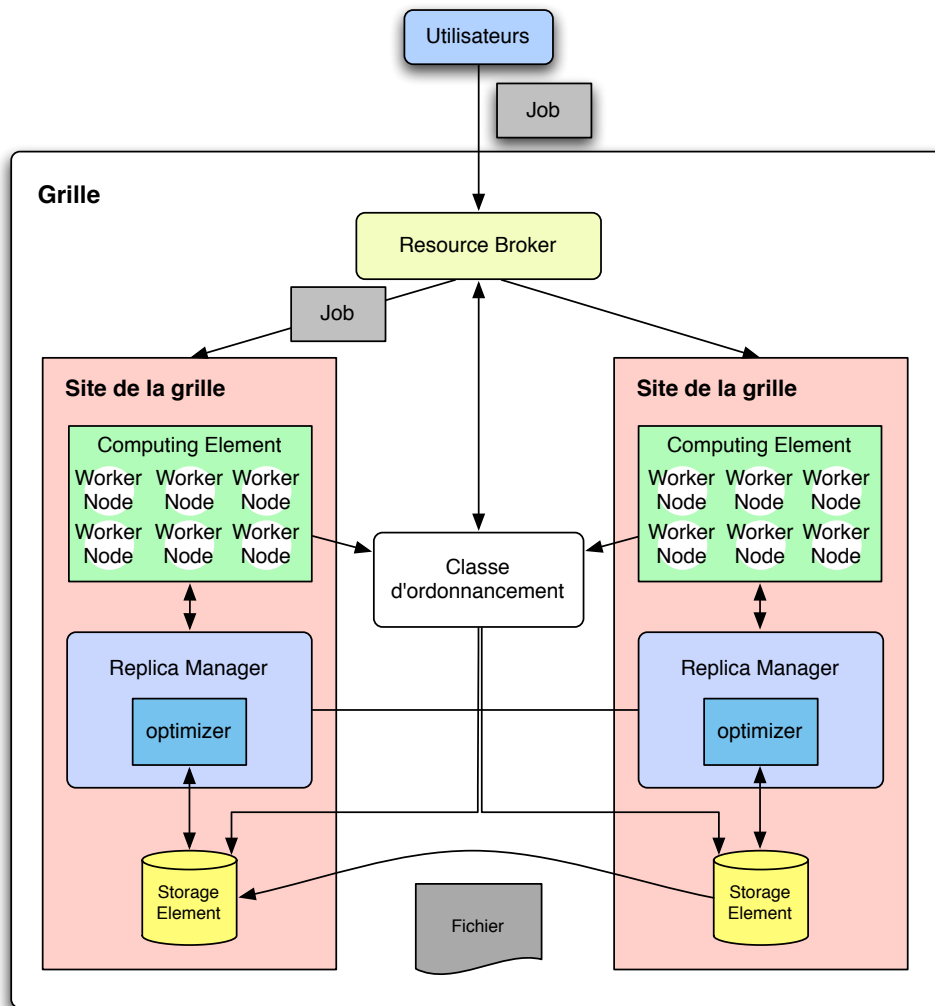 Utilisateurs
Job
Grille
Resource Broker
Job
Site de la grille
Computing Element
Worker Node
Worker Node
Worker Node
Worker Node
Worker Node
Worker Node
Replica Manager
optimizer
Storage
Element
Classe
d'ordonnancement
Fichier
Site de la grille
Computing Element
Worker Node
Worker Node
Worker Node
Worker Node
Worker Node
Worker Node
Replica Manager
optimizer
Storage
Element